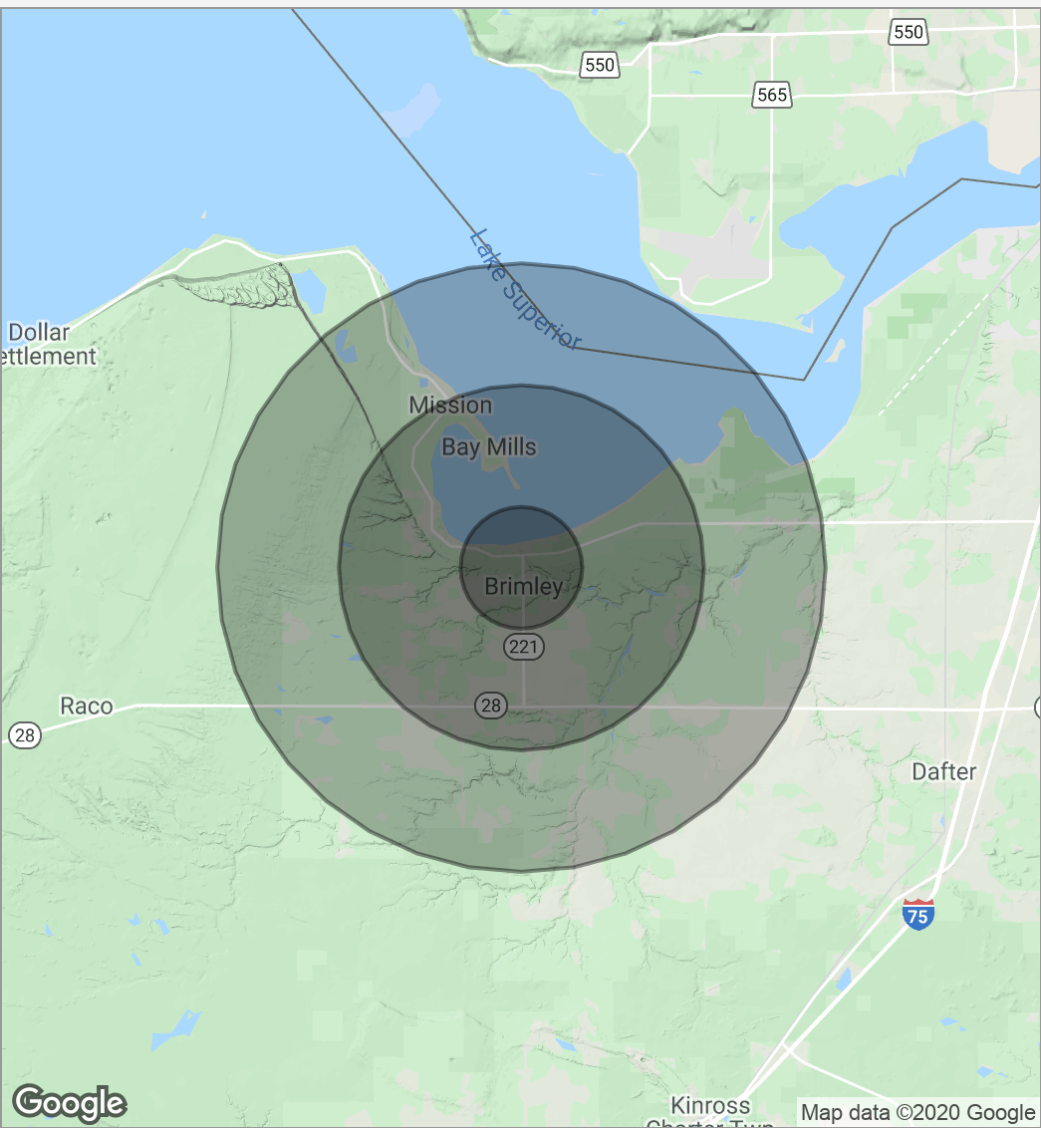 550
550
565
Lake Superior
Dollar
ettlement
Mission
Bay Mills
Brimley
221
28
Raco
28
Dafter
75
Kinross
Charter Twp
Google
Map data ©2020 Google